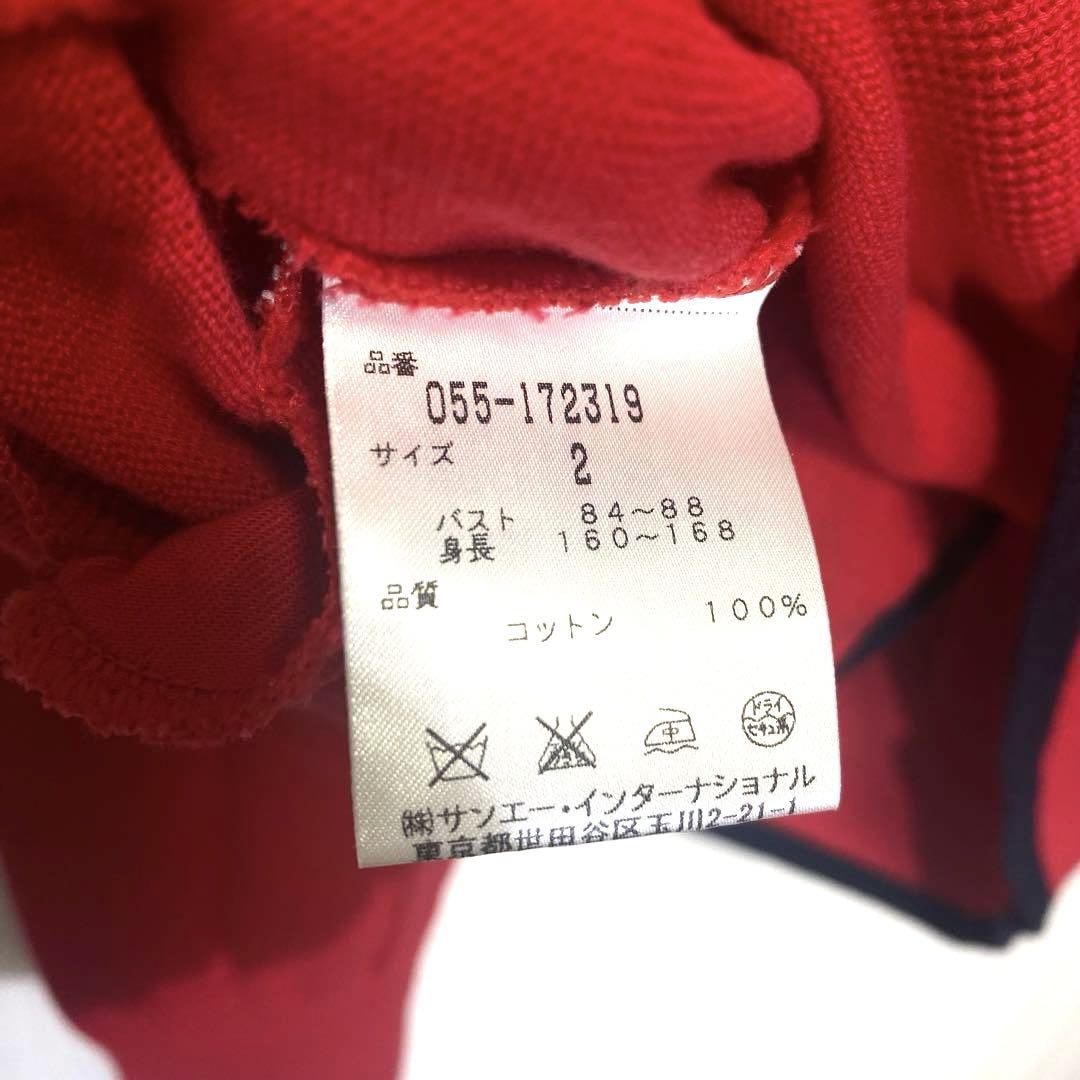 品番
055-172319
サイズ 2
バスト 84～88
身長 160～168
品質
コットン 100%
中
ドライ
セキユ系
㈱サンエー・インターナショナル
東京都世田谷区玉川2-21-1